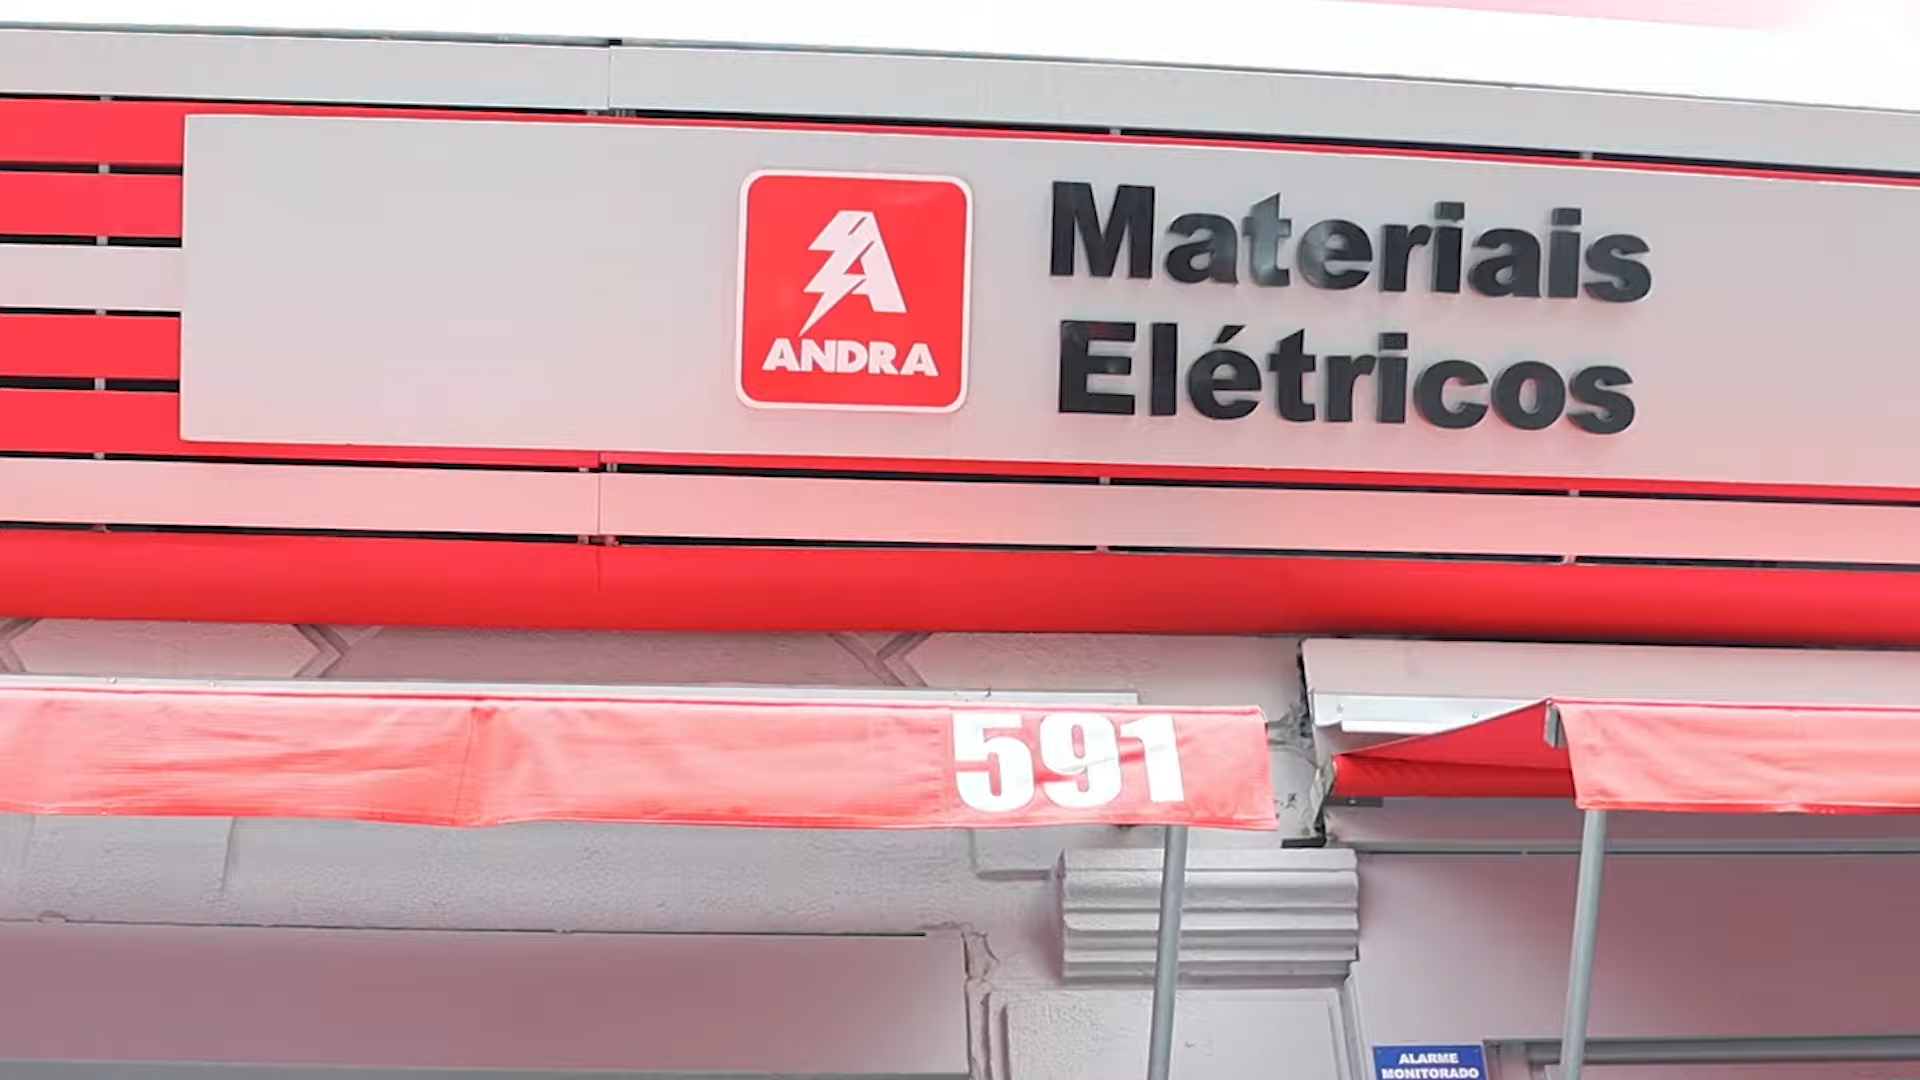 ANDRA
Materiais
Elétricos
591
ALARME
MONITORADO